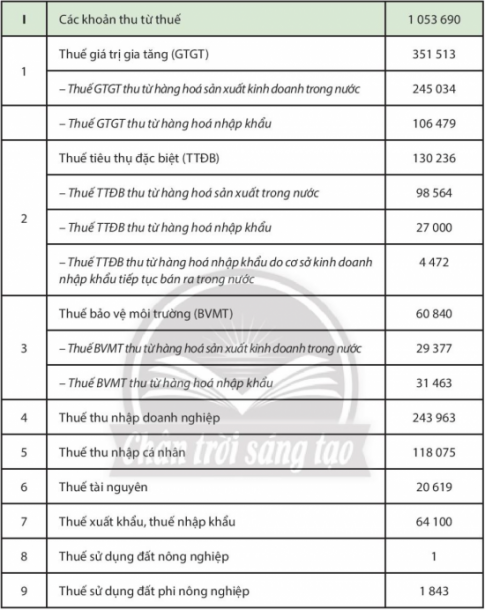 I Các khoản thu từ thuế 1 053 690
1 Thuế giá trị gia tăng (GTGT) 351 513
– Thuế GTGT thu từ hàng hoá sản xuất kinh doanh trong nước 245 034
– Thuế GTGT thu từ hàng hoá nhập khẩu 106 479
2 Thuế tiêu thụ đặc biệt (TTĐB) 130 236
– Thuế TTĐB thu từ hàng hoá sản xuất trong nước 98 564
– Thuế TTĐB thu từ hàng hoá nhập khẩu 27 000
– Thuế TTĐB thu từ hàng hoá nhập khẩu do cơ sở kinh doanh
nhập khẩu tiếp tục bán ra trong nước 4 472
3 Thuế bảo vệ môi trường (BVMT) 60 840
– Thuế BVMT thu từ hàng hoá sản xuất kinh doanh trong nước 29 377
– Thuế BVMT thu từ hàng hoá nhập khẩu 31 463
4 Thuế thu nhập doanh nghiệp 243 963
Chân trời sáng tạo
5 Thuế thu nhập cá nhân 118 075
6 Thuế tài nguyên 20 619
7 Thuế xuất khẩu, thuế nhập khẩu 64 100
8 Thuế sử dụng đất nông nghiệp 1
9 Thuế sử dụng đất phi nông nghiệp 1 843